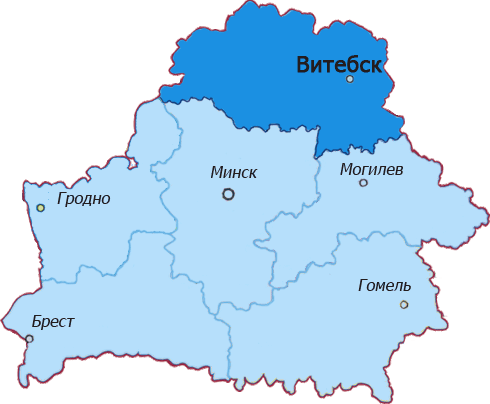 Витебск
Минск
Могилев
Гродно
Гомель
Брест